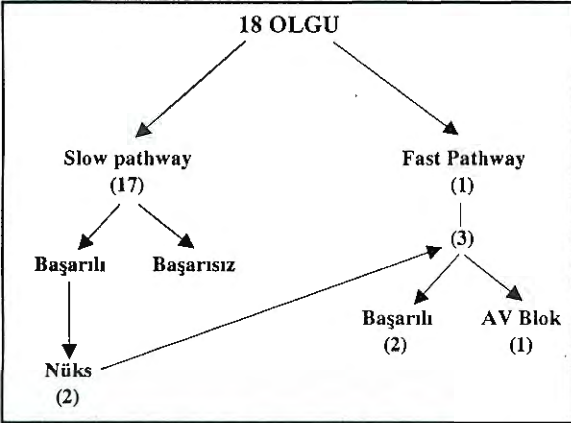 18 OLGU
Slow pathway
(17)
Fast Pathway
(1)
(3)
Başarılı
Başarısız
Başarılı
(2)
AV Blok
(1)
Nüks
(2)